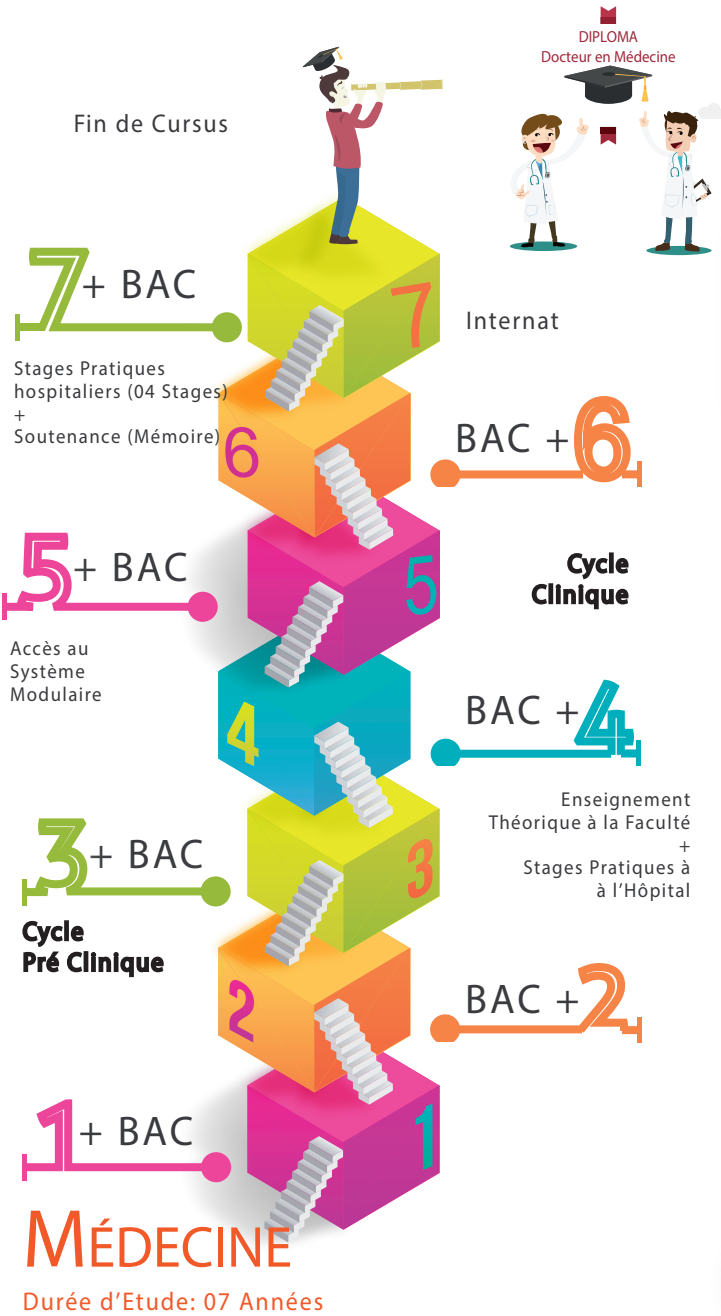 DIPLOMA
Docteur en Médecine
Fin de Cursus
7+ BAC
7
Internat
Stages Pratiques
hospitaliers (04 Stages)
+
Soutenance (Mémoire)
6
BAC +6
5+ BAC
5
Cycle
Clinique
Accès au
Système
Modulaire
4
BAC +4
Enseignement
Théorique à la Faculté
+
Stages Pratiques à
à l'Hôpital
3+ BAC
3
Cycle
Pré Clinique
2
BAC +2
1+ BAC
1
MÉDECINE
Durée d'Etude: 07 Années